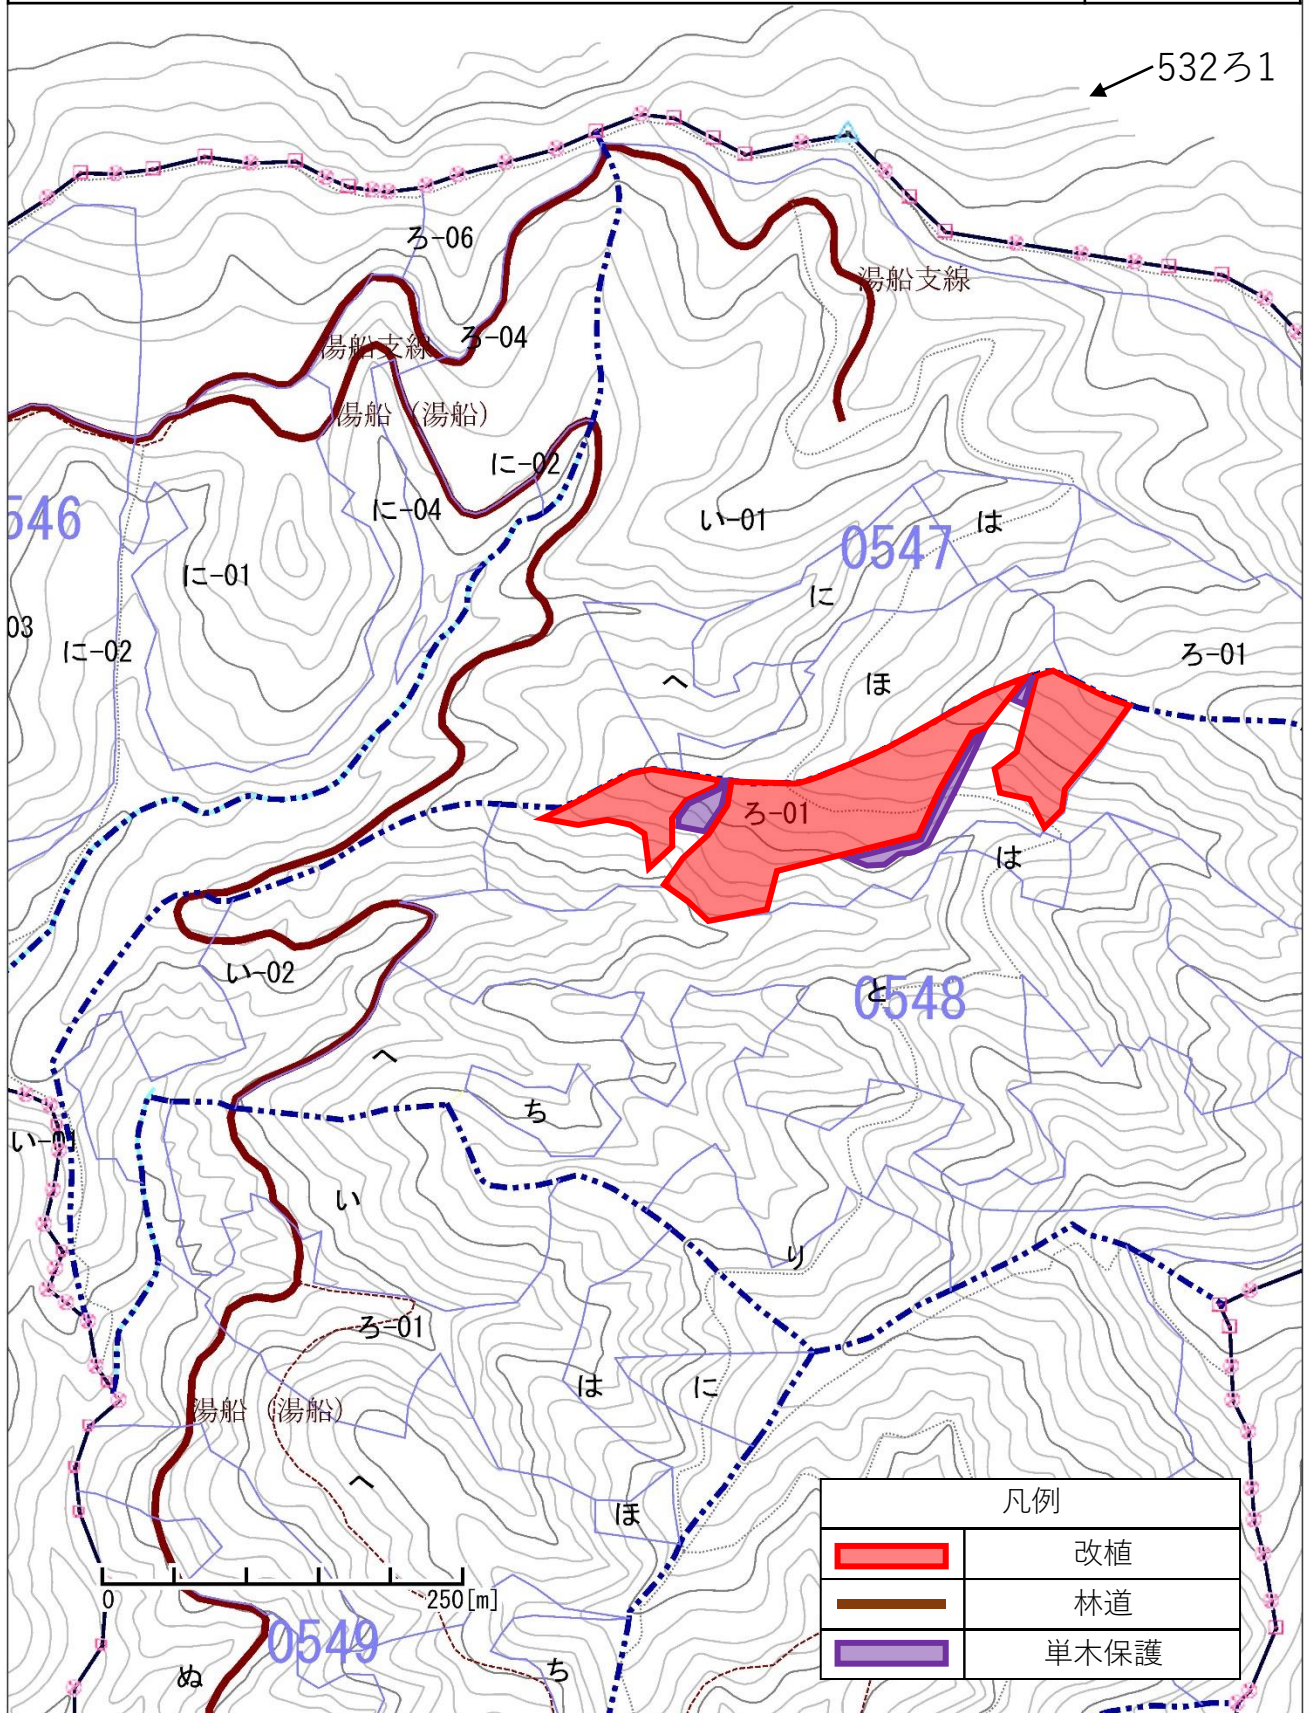 532ろ1
ろ-06
湯船支線
ろ-04
湯船支線
湯船（湯船）
に-02
に-04
い-01
546
0547
は
に-01
に
03
に-02
ろ-01
へ
ほ
ろ-01
は
い-02
と
0548
へ
ち
い-01
い
り
ろ-01
は
に
湯船（湯船）
へ
ほ
凡例
改植
林道
単木保護
0
250[m]
0549
ぬ
ち